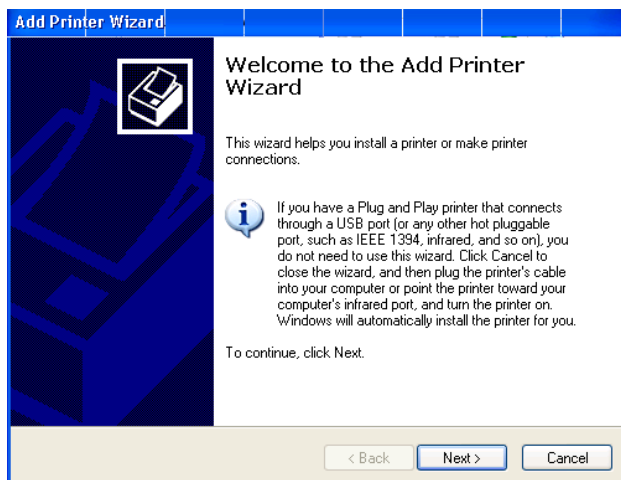 Add Printer Wizard
Welcome to the Add Printer
Wizard
This wizard helps you install a printer or make printer
connections.
If you have a Plug and Play printer that connects
through a USB port (or any other hot pluggable
port, such as IEEE 1394, infrared, and so on), you
do not need to use this wizard. Click Cancel to
close the wizard, and then plug the printer's cable
into your computer or point the printer toward your
computer's infrared port, and turn the printer on.
Windows will automatically install the printer for you.
To continue, click Next.
< Back Next > Cancel